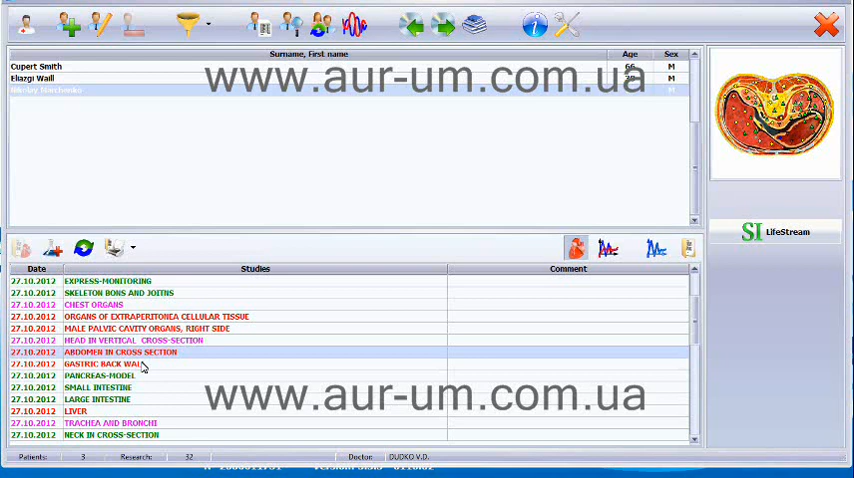 Surname, First name Age Sex
Cupert Smith 66 M
Eliazgi Waill M
Nikolay Marchenko M
www.aur-um.com.ua
SI LifeStream
Date Studies Comment
27.10.2012 EXPRESS-MONITORING
27.10.2012 SKELETON BONS AND JOITNS
27.10.2012 CHEST ORGANS
27.10.2012 ORGANS OF EXTRAPERITONEA CELLULAR TISSUE
27.10.2012 MALE PALVIC CAVITY ORGANS, RIGHT SIDE
27.10.2012 HEAD IN VERTICAL CROSS-SECTION
27.10.2012 ABDOMEN IN CROSS SECTION
27.10.2012 GASTRIC BACK WALL
27.10.2012 PANCREAS-MODEL
27.10.2012 SMALL INTESTINE
27.10.2012 LARGE INTESTINE
27.10.2012 LIVER
27.10.2012 TRACHEA AND BRONCHI
27.10.2012 NECK IN CROSS-SECTION
www.aur-um.com.ua
Patients: 3 Research: 32 Doctor: DUDKO V.D.